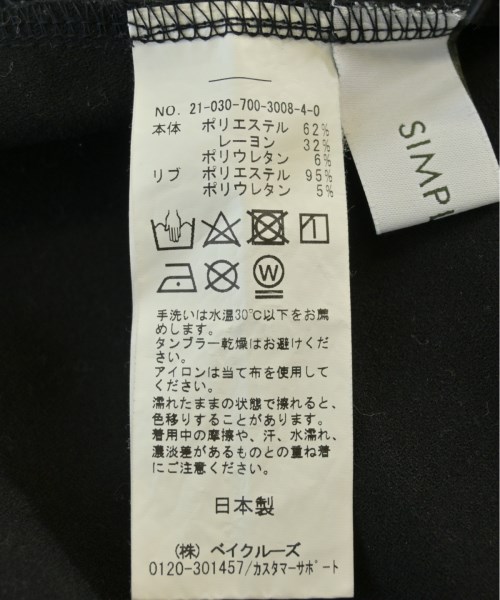 NO. 21-030-700-3008-4-0
本体 ポリエステル 62%
レーヨン 32%
ポリウレタン 6%
リブ ポリエステル 95%
ポリウレタン 5%
W
手洗いは水温30℃以下をお薦
めします。
タンブラー乾燥はお避けくださ
い。
アイロンは当て布を使用して
ください。
濡れたままの状態で擦れると、
色移りすることがあります。
着用中の摩擦や、汗、水濡れ、
濃淡差があるものとの重ね着
にご注意ください。
日本製
(株) ベイクルーズ
0120-301457/カスタマーサポート
SIMPL